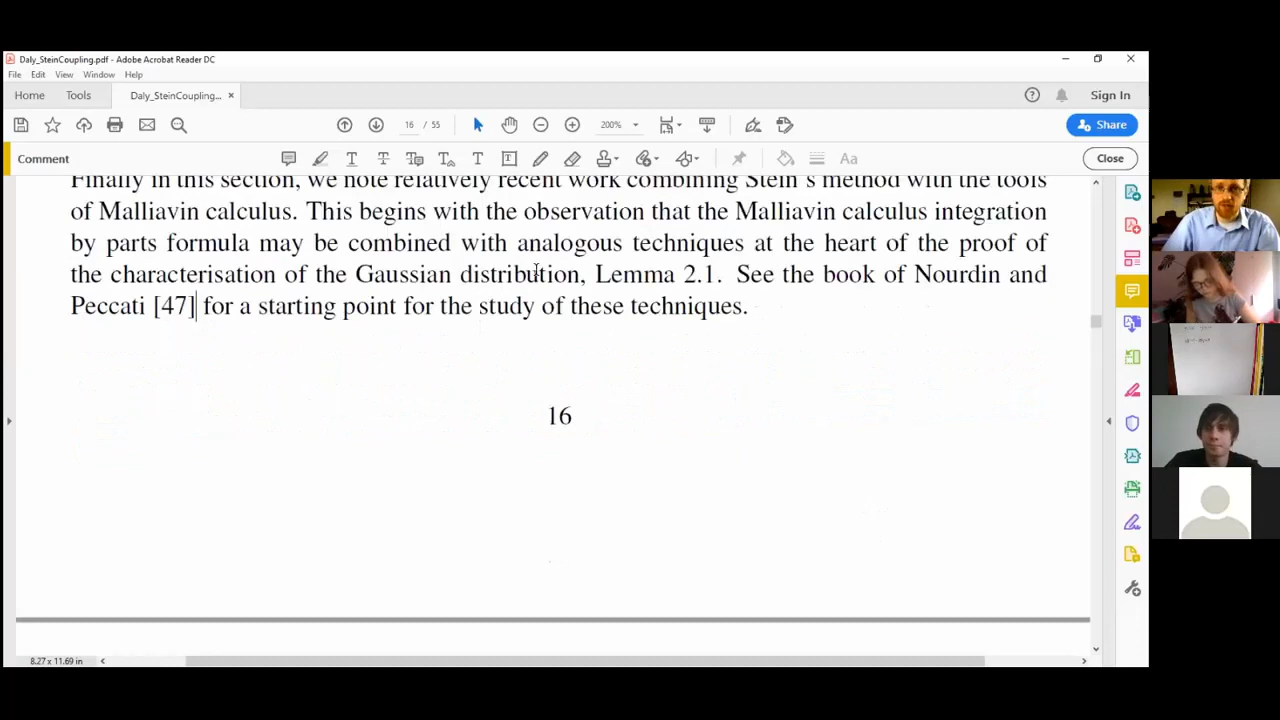 Daly_SteinCoupling.pdf - Adobe Acrobat Reader DC
File Edit View Window Help
Home Tools Daly_SteinCoupling... × Sign In
16 / 55 200% Share
Comment Aa Close
Finally in this section, we note relatively recent work combining Stein's method with the tools
of Malliavin calculus. This begins with the observation that the Malliavin calculus integration
by parts formula may be combined with analogous techniques at the heart of the proof of
the characterisation of the Gaussian distribution, Lemma 2.1. See the book of Nourdin and
Peccati [47] for a starting point for the study of these techniques.
16
8.27 x 11.69 in